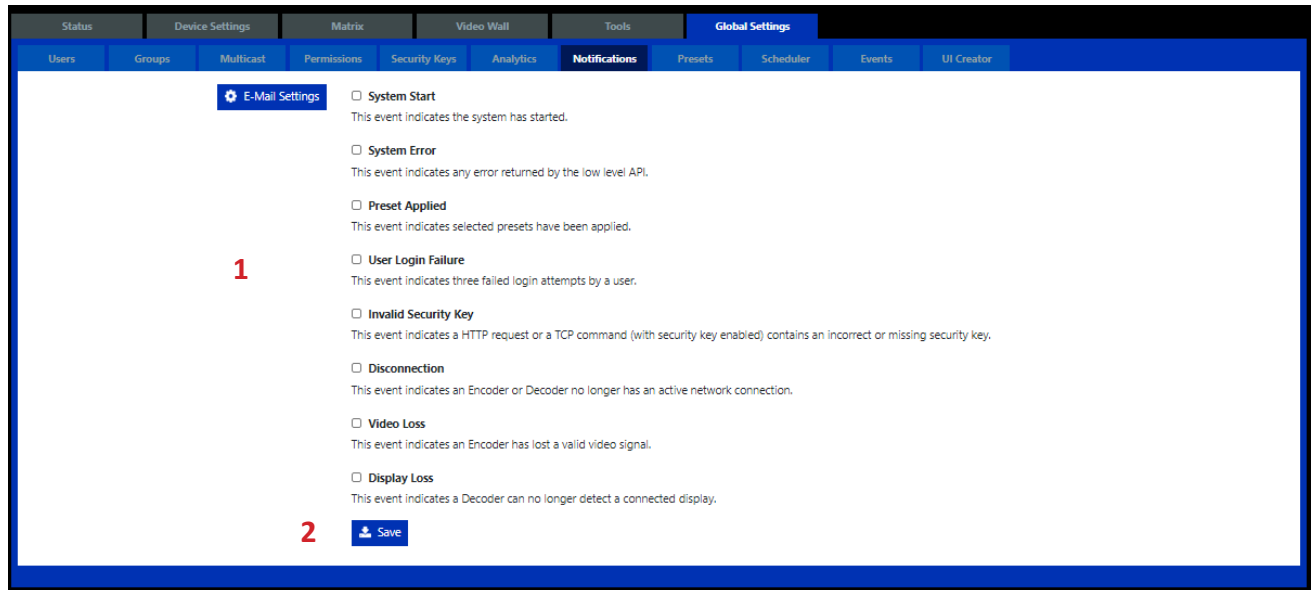 Status Device Settings Matrix Video Wall Tools Global Settings
Users Groups Multicast Permissions Security Keys Analytics Notifications Presets Scheduler Events UI Creator
E-Mail Settings
System Start
This event indicates the system has started.
System Error
This event indicates any error returned by the low level API.
Preset Applied
This event indicates selected presets have been applied.
1
User Login Failure
This event indicates three failed login attempts by a user.
Invalid Security Key
This event indicates a HTTP request or a TCP command (with security key enabled) contains an incorrect or missing security key.
Disconnection
This event indicates an Encoder or Decoder no longer has an active network connection.
Video Loss
This event indicates an Encoder has lost a valid video signal.
Display Loss
This event indicates a Decoder can no longer detect a connected display.
2 Save